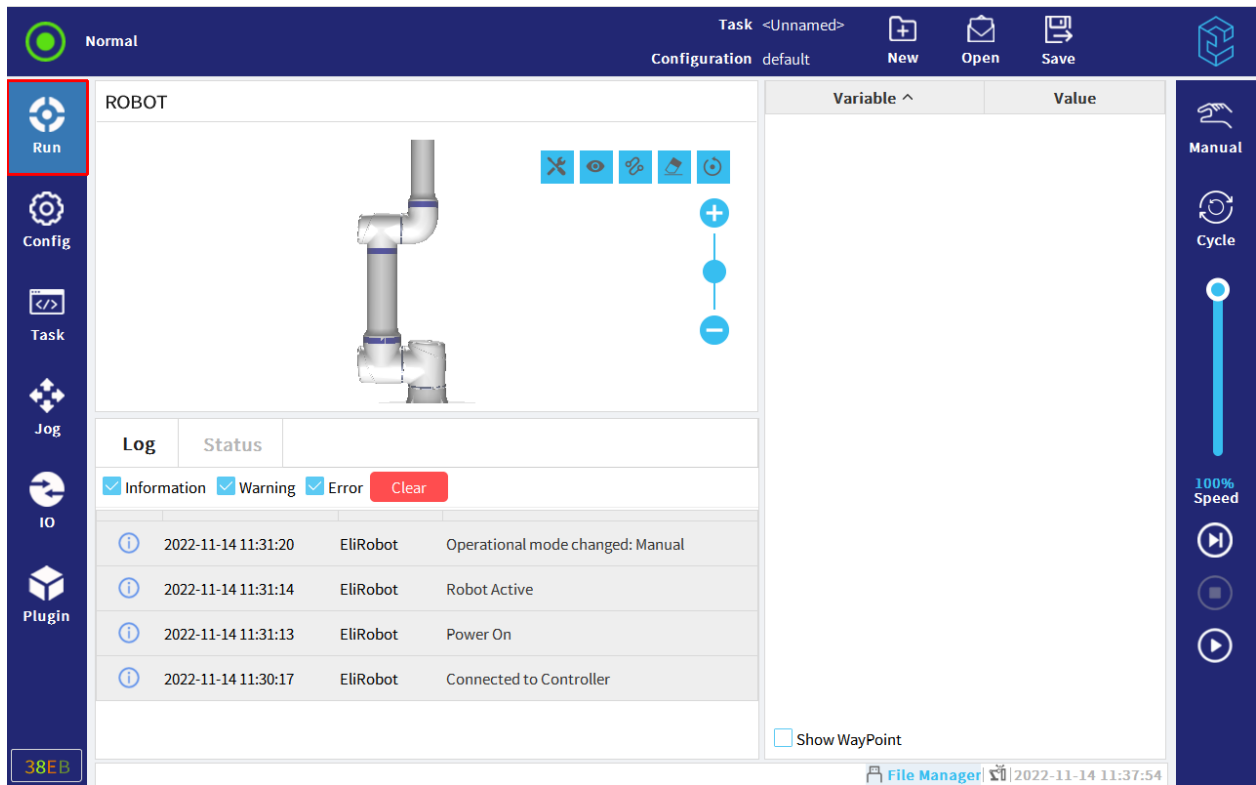 Normal
Task <Unnamed>
Configuration default
New
Open
Save
Run
Config
Task
Jog
IO
Plugin
38EB
ROBOT
Log
Status
Information
Warning
Error
Clear
2022-11-14 11:31:20 EliRobot Operational mode changed: Manual
2022-11-14 11:31:14 EliRobot Robot Active
2022-11-14 11:31:13 EliRobot Power On
2022-11-14 11:30:17 EliRobot Connected to Controller
Variable
Value
Show WayPoint
File Manager
2022-11-14 11:37:54
Manual
Cycle
100%
Speed